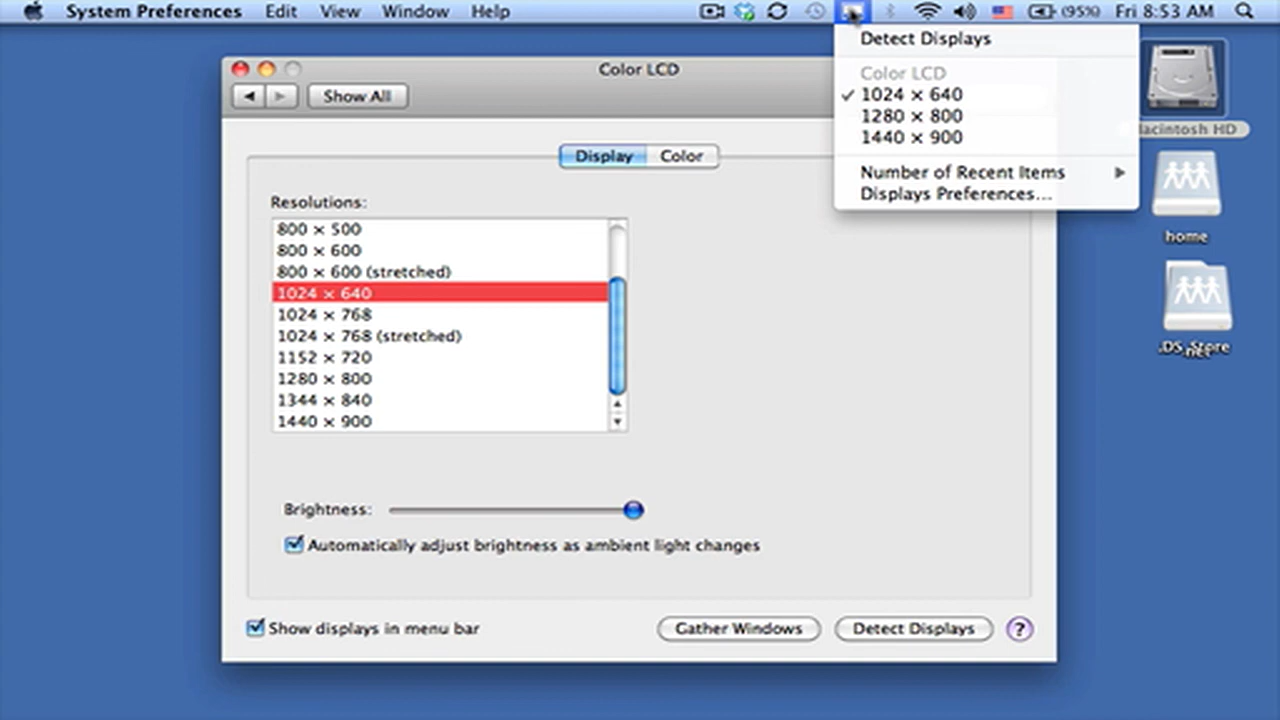 System Preferences Edit View Window Help (95%) Fri 8:53 AM
Detect Displays
Color LCD
1024 × 640
1280 × 800
1440 × 900
Number of Recent Items
Displays Preferences...
Color LCD
Show All
Display Color
Resolutions:
800 × 500
800 × 600
800 × 600 (stretched)
1024 × 640
1024 × 768
1024 × 768 (stretched)
1152 × 720
1280 × 800
1344 × 840
1440 × 900
Brightness:
Automatically adjust brightness as ambient light changes
Show displays in menu bar
Gather Windows
Detect Displays
?
acintosh HD
home
.DS_Store
net